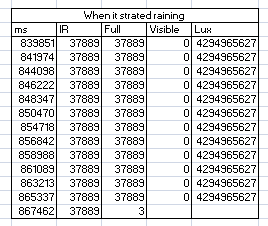 When it strated raining
ms IR Full Visible Lux
839851 37889 37889 0 4294965627
841974 37889 37889 0 4294965627
844098 37889 37889 0 4294965627
846222 37889 37889 0 4294965627
848347 37889 37889 0 4294965627
850470 37889 37889 0 4294965627
854718 37889 37889 0 4294965627
856842 37889 37889 0 4294965627
858988 37889 37889 0 4294965627
861089 37889 37889 0 4294965627
863213 37889 37889 0 4294965627
865337 37889 37889 0 4294965627
867462 37889 3